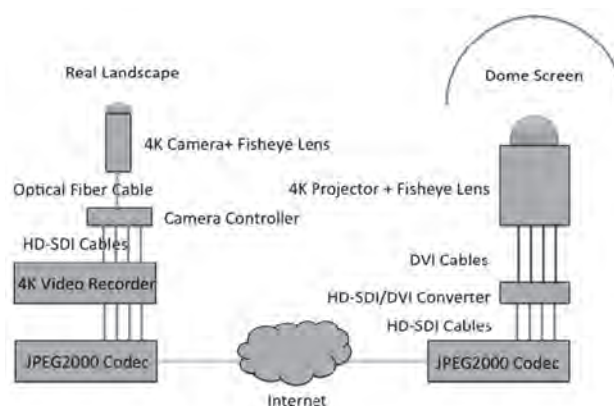 Real Landscape
4K Camera+ Fisheye Lens
Optical Fiber Cable
Camera Controller
HD-SDI Cables
4K Video Recorder
JPEG2000 Codec
Internet
Dome Screen
4K Projector + Fisheye Lens
DVI Cables
HD-SDI/DVI Converter
HD-SDI Cables
JPEG2000 Codec